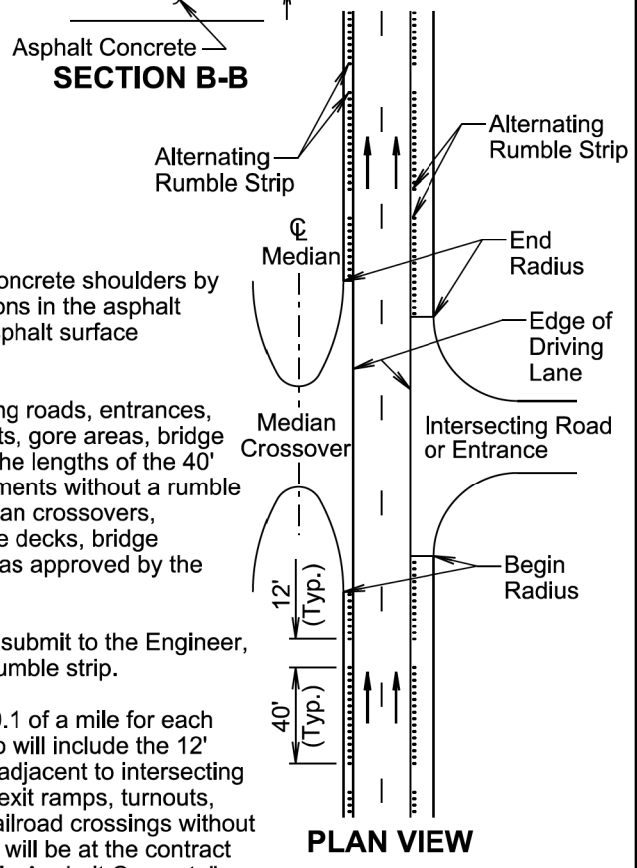 Asphalt Concrete
SECTION B-B
Alternating
Rumble Strip
Alternating
Rumble Strip
℄
Median
End
Radius
Edge of
Driving
Lane
Median
Crossover
Intersecting Road
or Entrance
Begin
Radius
12'
(Typ.)
40'
(Typ.)
PLAN VIEW
oncrete shoulders by
ons in the asphalt
sphalt surface
ng roads, entrances,
ts, gore areas, bridge
he lengths of the 40'
ments without a rumble
an crossovers,
e decks, bridge
as approved by the
submit to the Engineer,
umble strip.
0.1 of a mile for each
o will include the 12'
adjacent to intersecting
exit ramps, turnouts,
ailroad crossings without
will be at the contract